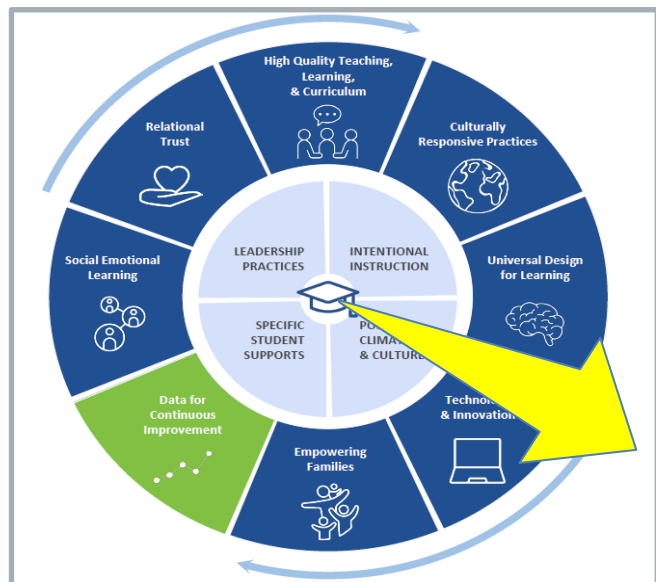 High Quality Teaching,
Learning,
& Curriculum
Culturally
Responsive Practices
Universal Design
for Learning
& Innovation
Empowering
Families
Data for
Continuous
Improvement
Social Emotional
Learning
Relational
Trust
LEADERSHIP
PRACTICES
INTENTIONAL
INSTRUCTION
SPECIFIC
STUDENT
SUPPORTS
& CULTURE